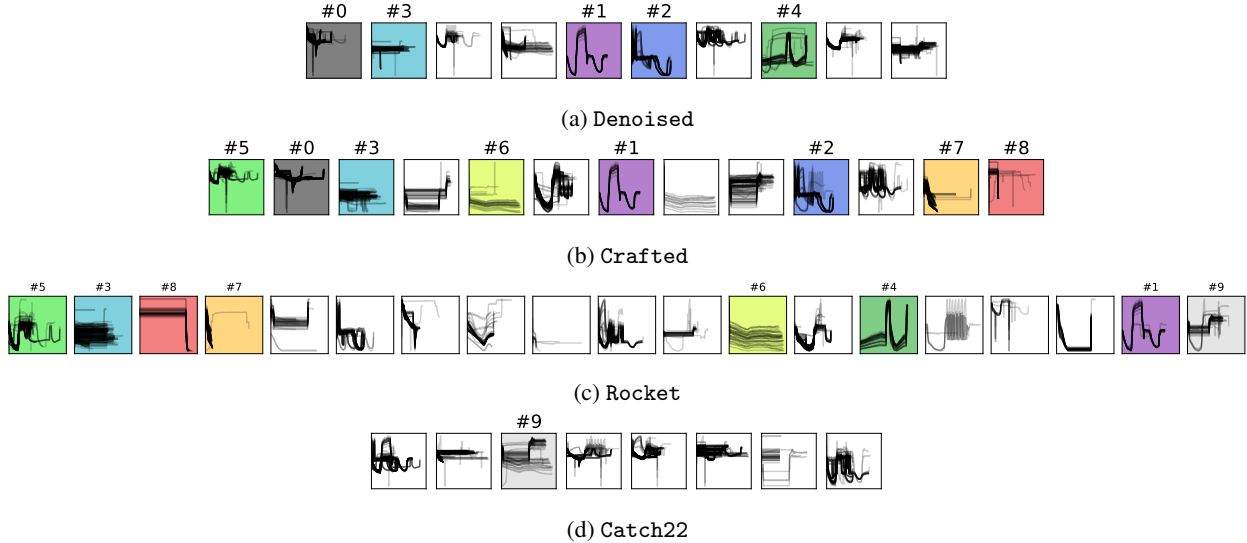 #0 #3 #1 #2 #4
(a) Denoised
#5 #0 #3 #6 #1 #2 #7 #8
(b) Crafted
#5 #3 #8 #7 #6 #4 #1 #9
(c) Rocket
#9
(d) Catch22